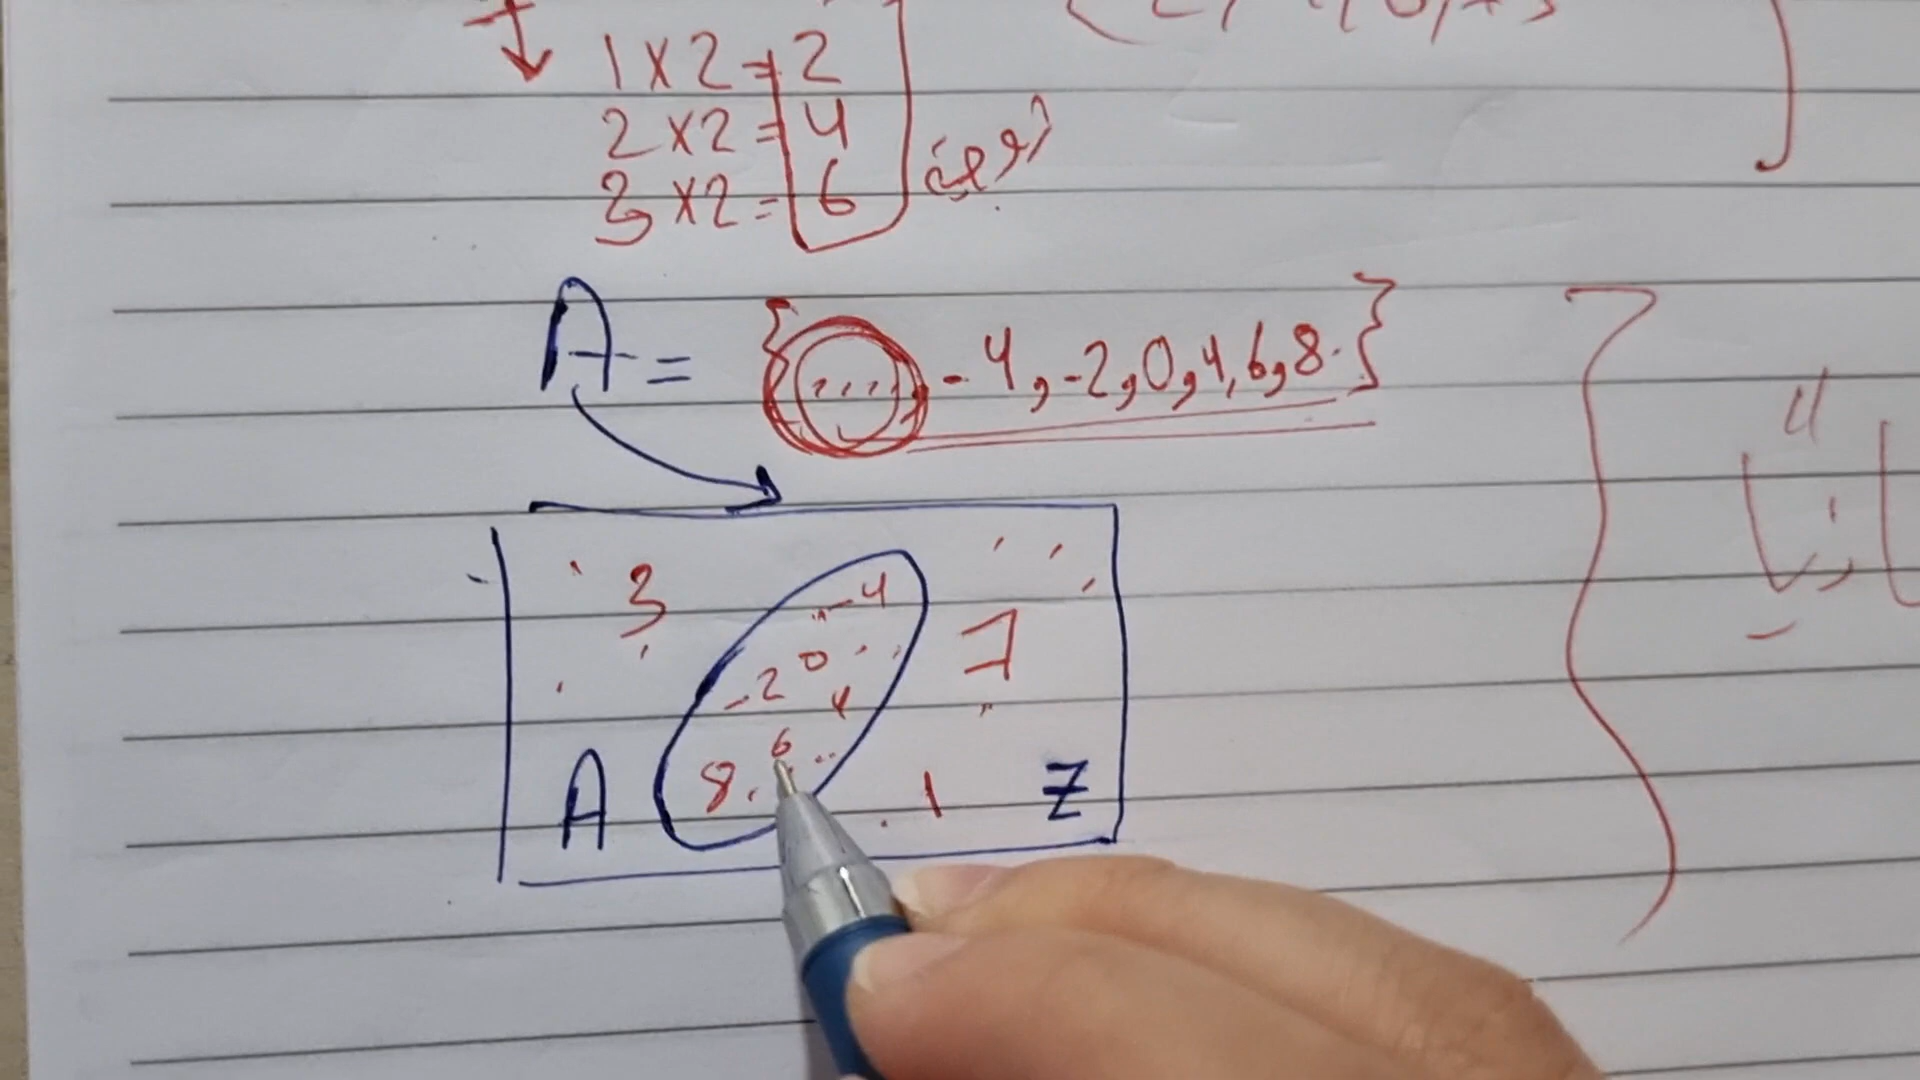 1 x 2 = 2
2 x 2 = 4
3 x 2 = 6
زوجي
A = { .... -4, -2, 0, 4, 6, 8. }
3
-4
0
7
-2
4
6
8
A
1
Z